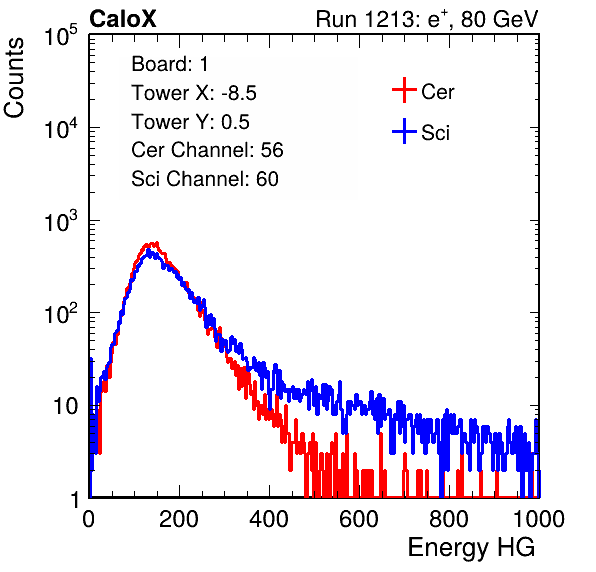 CaloX Run 1213: e⁺, 80 GeV
Board: 1
Tower X: -8.5
Tower Y: 0.5
Cer Channel: 56
Sci Channel: 60
Cer
Sci
Counts
10⁵
10⁴
10³
10²
10
1
0 200 400 600 800 1000
Energy HG